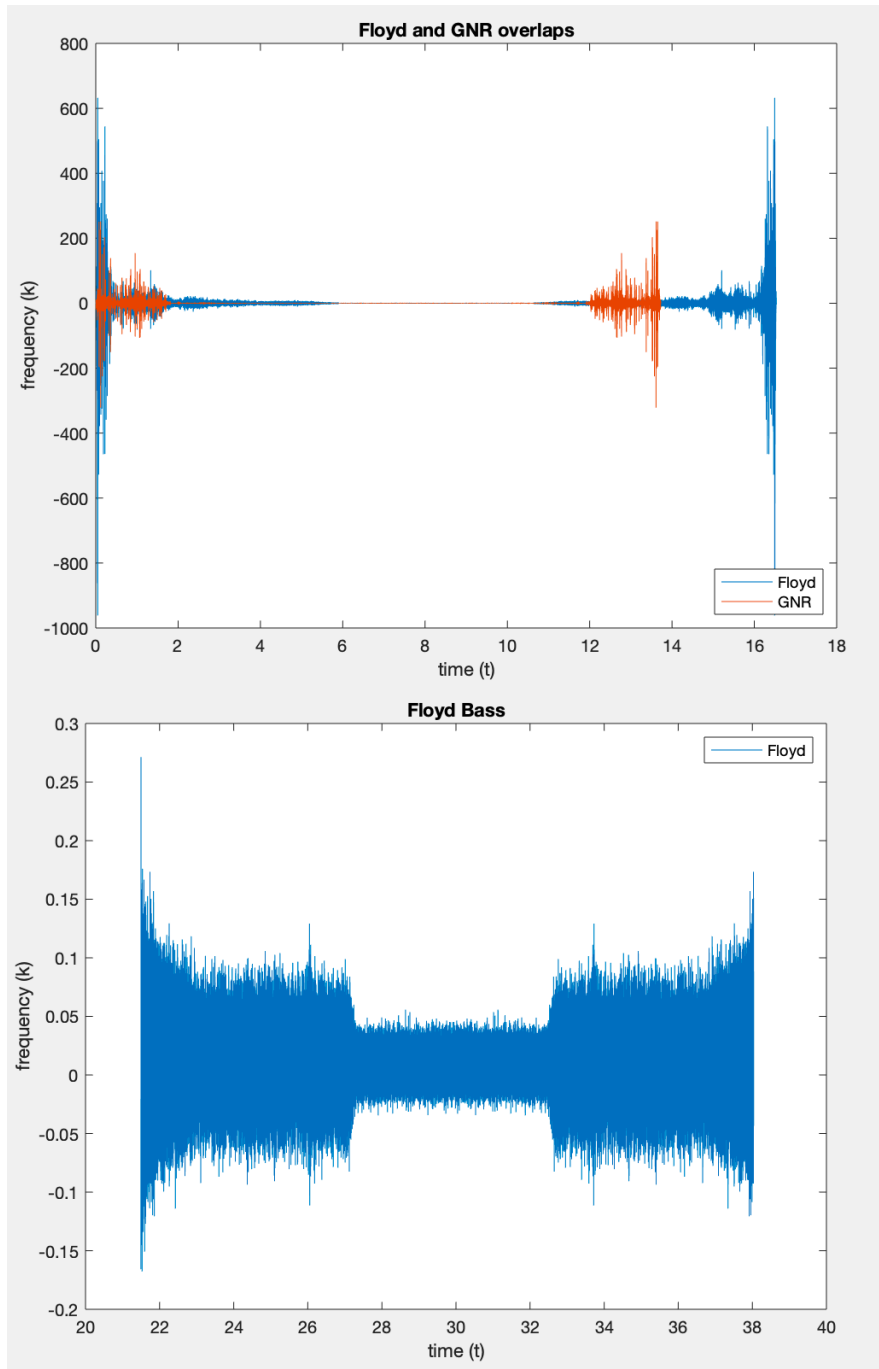 Floyd and GNR overlaps
800
600
400
200
0
-200
-400
-600
-800
-1000
frequency (k)
0 2 4 6 8 10 12 14 16 18
time (t)
Floyd
GNR
Floyd Bass
0.3
0.25
0.2
0.15
0.1
0.05
0
-0.05
-0.1
-0.15
-0.2
frequency (k)
20 22 24 26 28 30 32 34 36 38 40
time (t)
Floyd